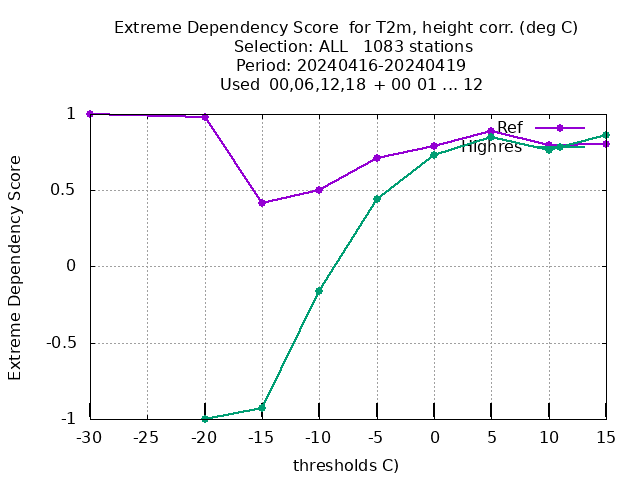 Extreme Dependency Score  for T2m, height corr. (deg C)
Selection: ALL   1083 stations
Period: 20240416-20240419
Used  00,06,12,18  + 00 01 ... 12
Extreme Dependency Score
1
0.5
0
-0.5
-1
Ref
Highres
-30 -25 -20 -15 -10 -5 0 5 10 15
thresholds C)